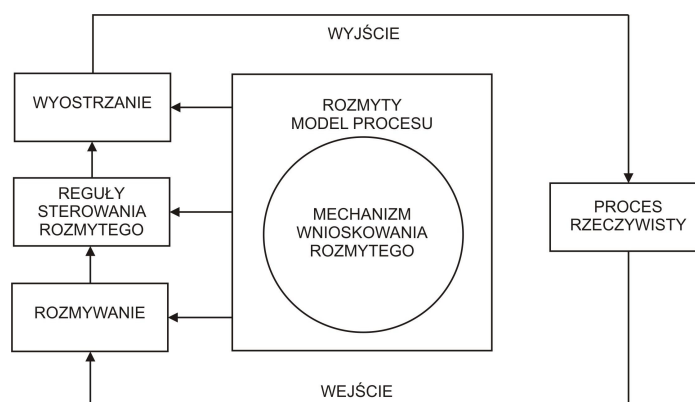 WYJŚCIE
WYOSTRZANIE
ROZMYTY
MODEL PROCESU
REGUŁY
STEROWANIA
ROZMYTEGO
MECHANIZM
WNIOSKOWANIA
ROZMYTEGO
PROCES
RZECZYWISTY
ROZMYWANIE
WEJŚCIE